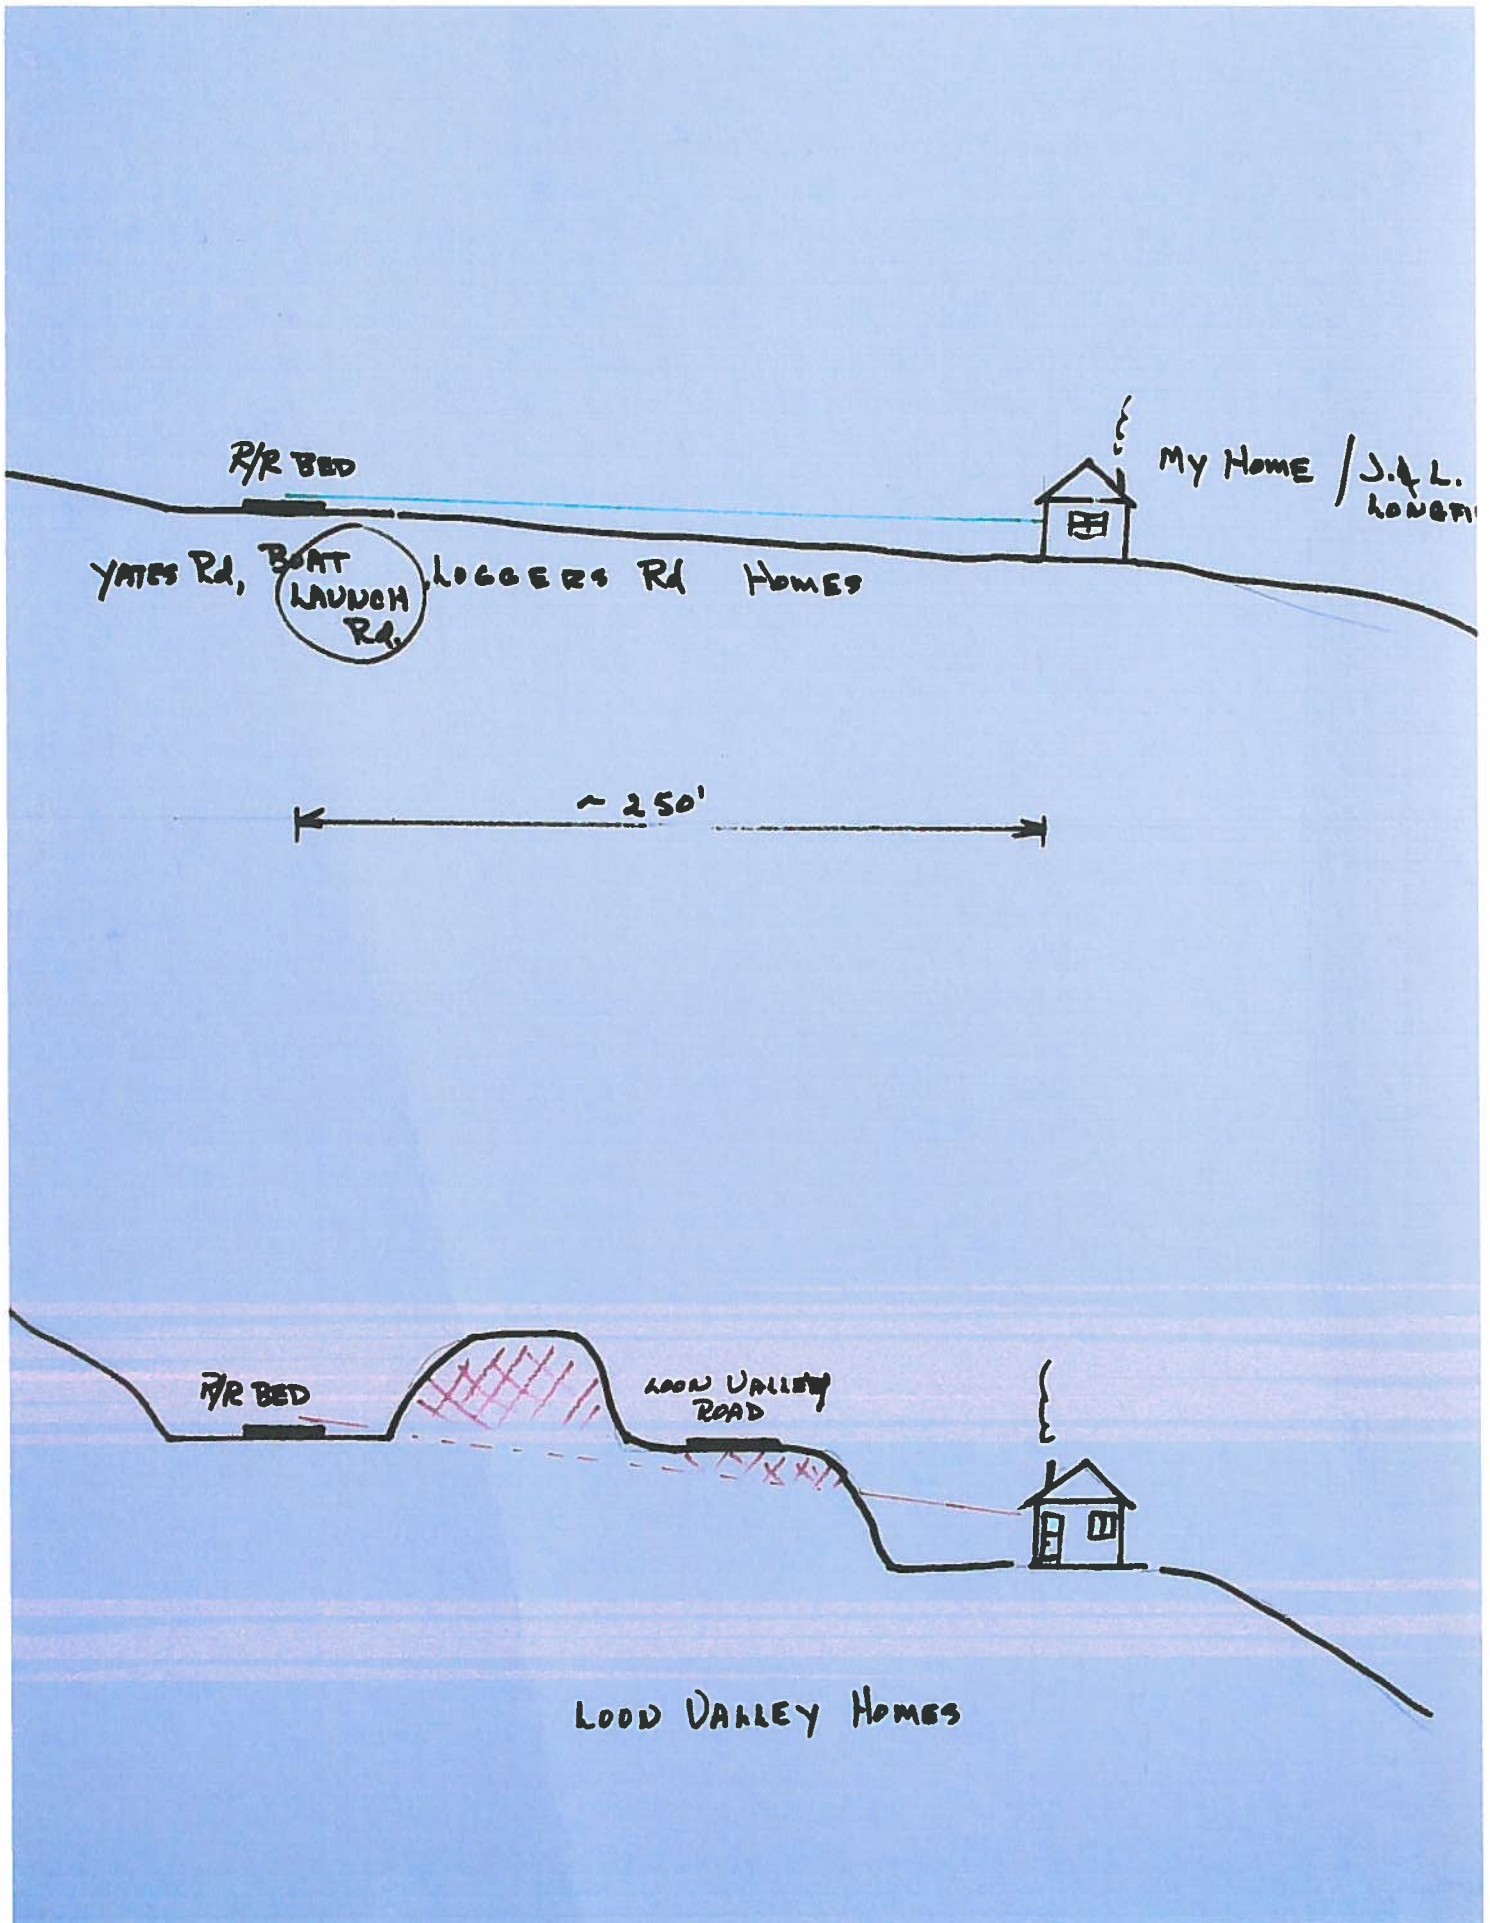 R/R BED
My Home / J. & L.
YATES Rd, BOAT LAUNCH Rd, LOGGERS Rd HOMES
~ 250'
R/R BED
LOON VALLEY
ROAD
LOON VALLEY HOMES